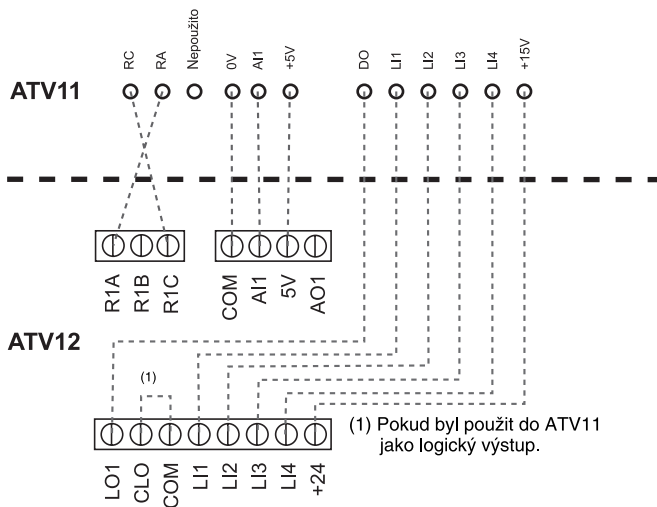 RC RA Nepoužito 0V AI1 +5V DO LI1 LI2 LI3 LI4 +15V
ATV11
R1A R1B R1C COM AI1 5V AO1
ATV12
(1)
(1) Pokud byl použit do ATV11
jako logický výstup.
LO1 CLO COM LI1 LI2 LI3 LI4 +24